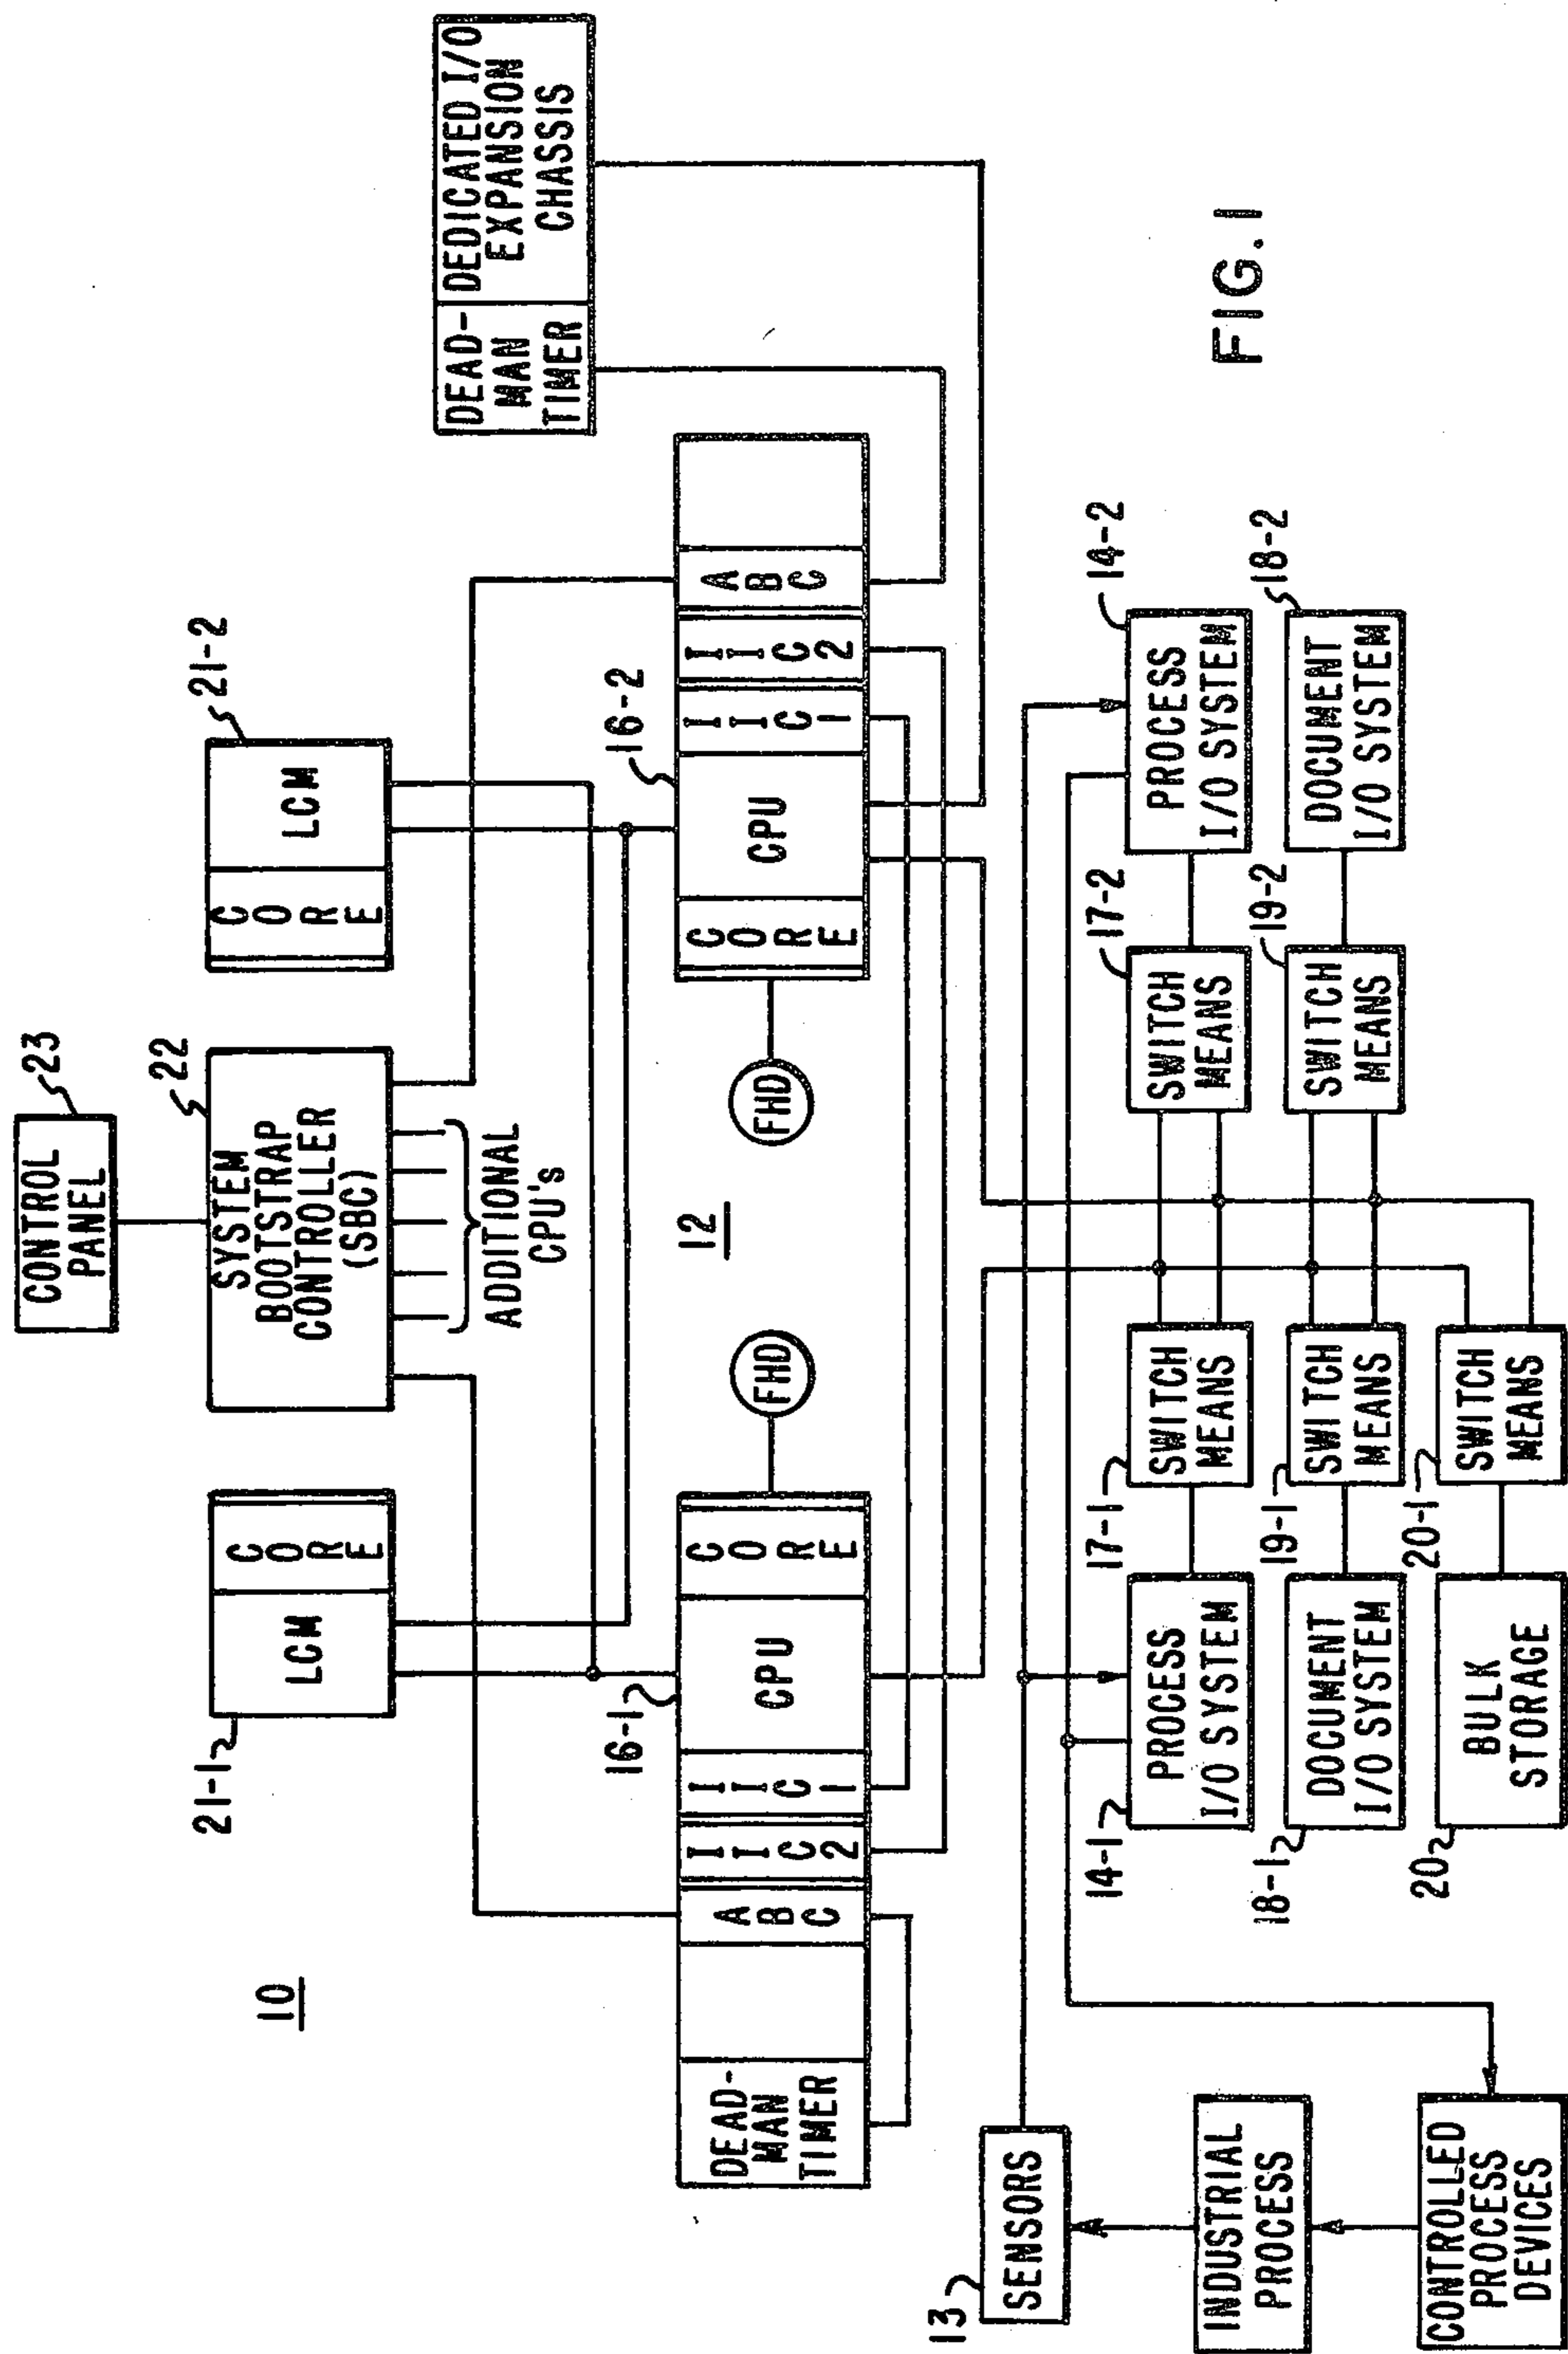 CONTROL
PANEL
23
SYSTEM
BOOTSTRAP
CONTROLLER
(SBC)
22
ADDITIONAL
CPU's
10
21-1
LCM
CORE
CORE
LCM
21-2
DEAD-
MAN
TIMER
ABC
IIC2
IIC1
CPU
CORE
16-1
FHD
12
FHD
CORE
CPU
IIC1
IIC2
ABC
16-2
DEAD-
MAN
TIMER
DEDICATED I/O
EXPANSION
CHASSIS
13
SENSORS
INDUSTRIAL
PROCESS
CONTROLLED
PROCESS
DEVICES
14-1
PROCESS
I/O SYSTEM
17-1
SWITCH
MEANS
17-2
SWITCH
MEANS
14-2
PROCESS
I/O SYSTEM
18-1
DOCUMENT
I/O SYSTEM
19-1
SWITCH
MEANS
19-2
SWITCH
MEANS
18-2
DOCUMENT
I/O SYSTEM
20
BULK
STORAGE
20-1
SWITCH
MEANS
FIG. 1